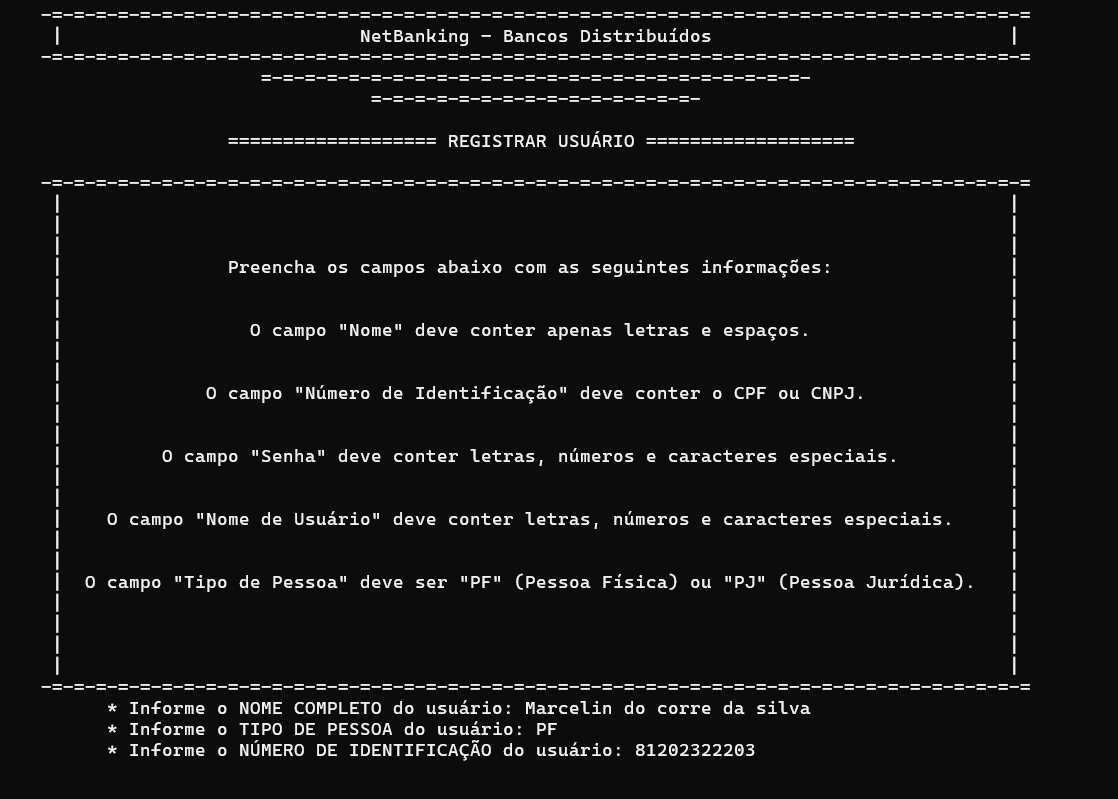 -=-=-=-=-=-=-=-=-=-=-=-=-=-=-=-=-=-=-=-=-=-=-=-=-=-=-=-=-=-=-=-=-=-=-=-=-=-=-=-=-=-=-=-=-=
| NetBanking - Bancos Distribuídos |
-=-=-=-=-=-=-=-=-=-=-=-=-=-=-=-=-=-=-=-=-=-=-=-=-=-=-=-=-=-=-=-=-=-=-=-=-=-=-=-=-=-=-=-=-=
=-=-=-=-=-=-=-=-=-=-=-=-=-=-=-=-=-=-=-=-=-=-=-=-=-
=-=-=-=-=-=-=-=-=-=-=-=-=-=-=-
=================== REGISTRAR USUÁRIO ===================
-=-=-=-=-=-=-=-=-=-=-=-=-=-=-=-=-=-=-=-=-=-=-=-=-=-=-=-=-=-=-=-=-=-=-=-=-=-=-=-=-=-=-=-=-=
| Preencha os campos abaixo com as seguintes informações: |
| O campo "Nome" deve conter apenas letras e espaços. |
| O campo "Número de Identificação" deve conter o CPF ou CNPJ. |
| O campo "Senha" deve conter letras, números e caracteres especiais. |
| O campo "Nome de Usuário" deve conter letras, números e caracteres especiais. |
| O campo "Tipo de Pessoa" deve ser "PF" (Pessoa Física) ou "PJ" (Pessoa Jurídica). |
-=-=-=-=-=-=-=-=-=-=-=-=-=-=-=-=-=-=-=-=-=-=-=-=-=-=-=-=-=-=-=-=-=-=-=-=-=-=-=-=-=-=-=-=-=
* Informe o NOME COMPLETO do usuário: Marcelin do corre da silva
* Informe o TIPO DE PESSOA do usuário: PF
* Informe o NÚMERO DE IDENTIFICAÇÃO do usuário: 81202322203